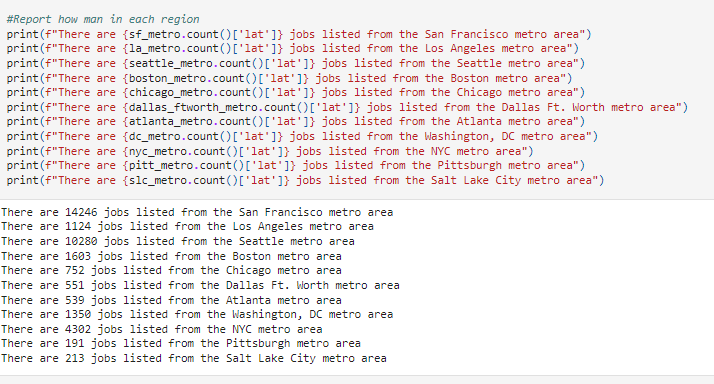 #Report how man in each region
print(f"There are {sf_metro.count()['lat']} jobs listed from the San Francisco metro area")
print(f"There are {la_metro.count()['lat']} jobs listed from the Los Angeles metro area")
print(f"There are {seattle_metro.count()['lat']} jobs listed from the Seattle metro area")
print(f"There are {boston_metro.count()['lat']} jobs listed from the Boston metro area")
print(f"There are {chicago_metro.count()['lat']} jobs listed from the Chicago metro area")
print(f"There are {dallas_ftworth_metro.count()['lat']} jobs listed from the Dallas Ft. Worth metro area")
print(f"There are {atlanta_metro.count()['lat']} jobs listed from the Atlanta metro area")
print(f"There are {dc_metro.count()['lat']} jobs listed from the Washington, DC metro area")
print(f"There are {nyc_metro.count()['lat']} jobs listed from the NYC metro area")
print(f"There are {pitt_metro.count()['lat']} jobs listed from the Pittsburgh metro area")
print(f"There are {slc_metro.count()['lat']} jobs listed from the Salt Lake City metro area")
There are 14246 jobs listed from the San Francisco metro area
There are 1124 jobs listed from the Los Angeles metro area
There are 10280 jobs listed from the Seattle metro area
There are 1603 jobs listed from the Boston metro area
There are 752 jobs listed from the Chicago metro area
There are 551 jobs listed from the Dallas Ft. Worth metro area
There are 539 jobs listed from the Atlanta metro area
There are 1350 jobs listed from the Washington, DC metro area
There are 4302 jobs listed from the NYC metro area
There are 191 jobs listed from the Pittsburgh metro area
There are 213 jobs listed from the Salt Lake City metro area